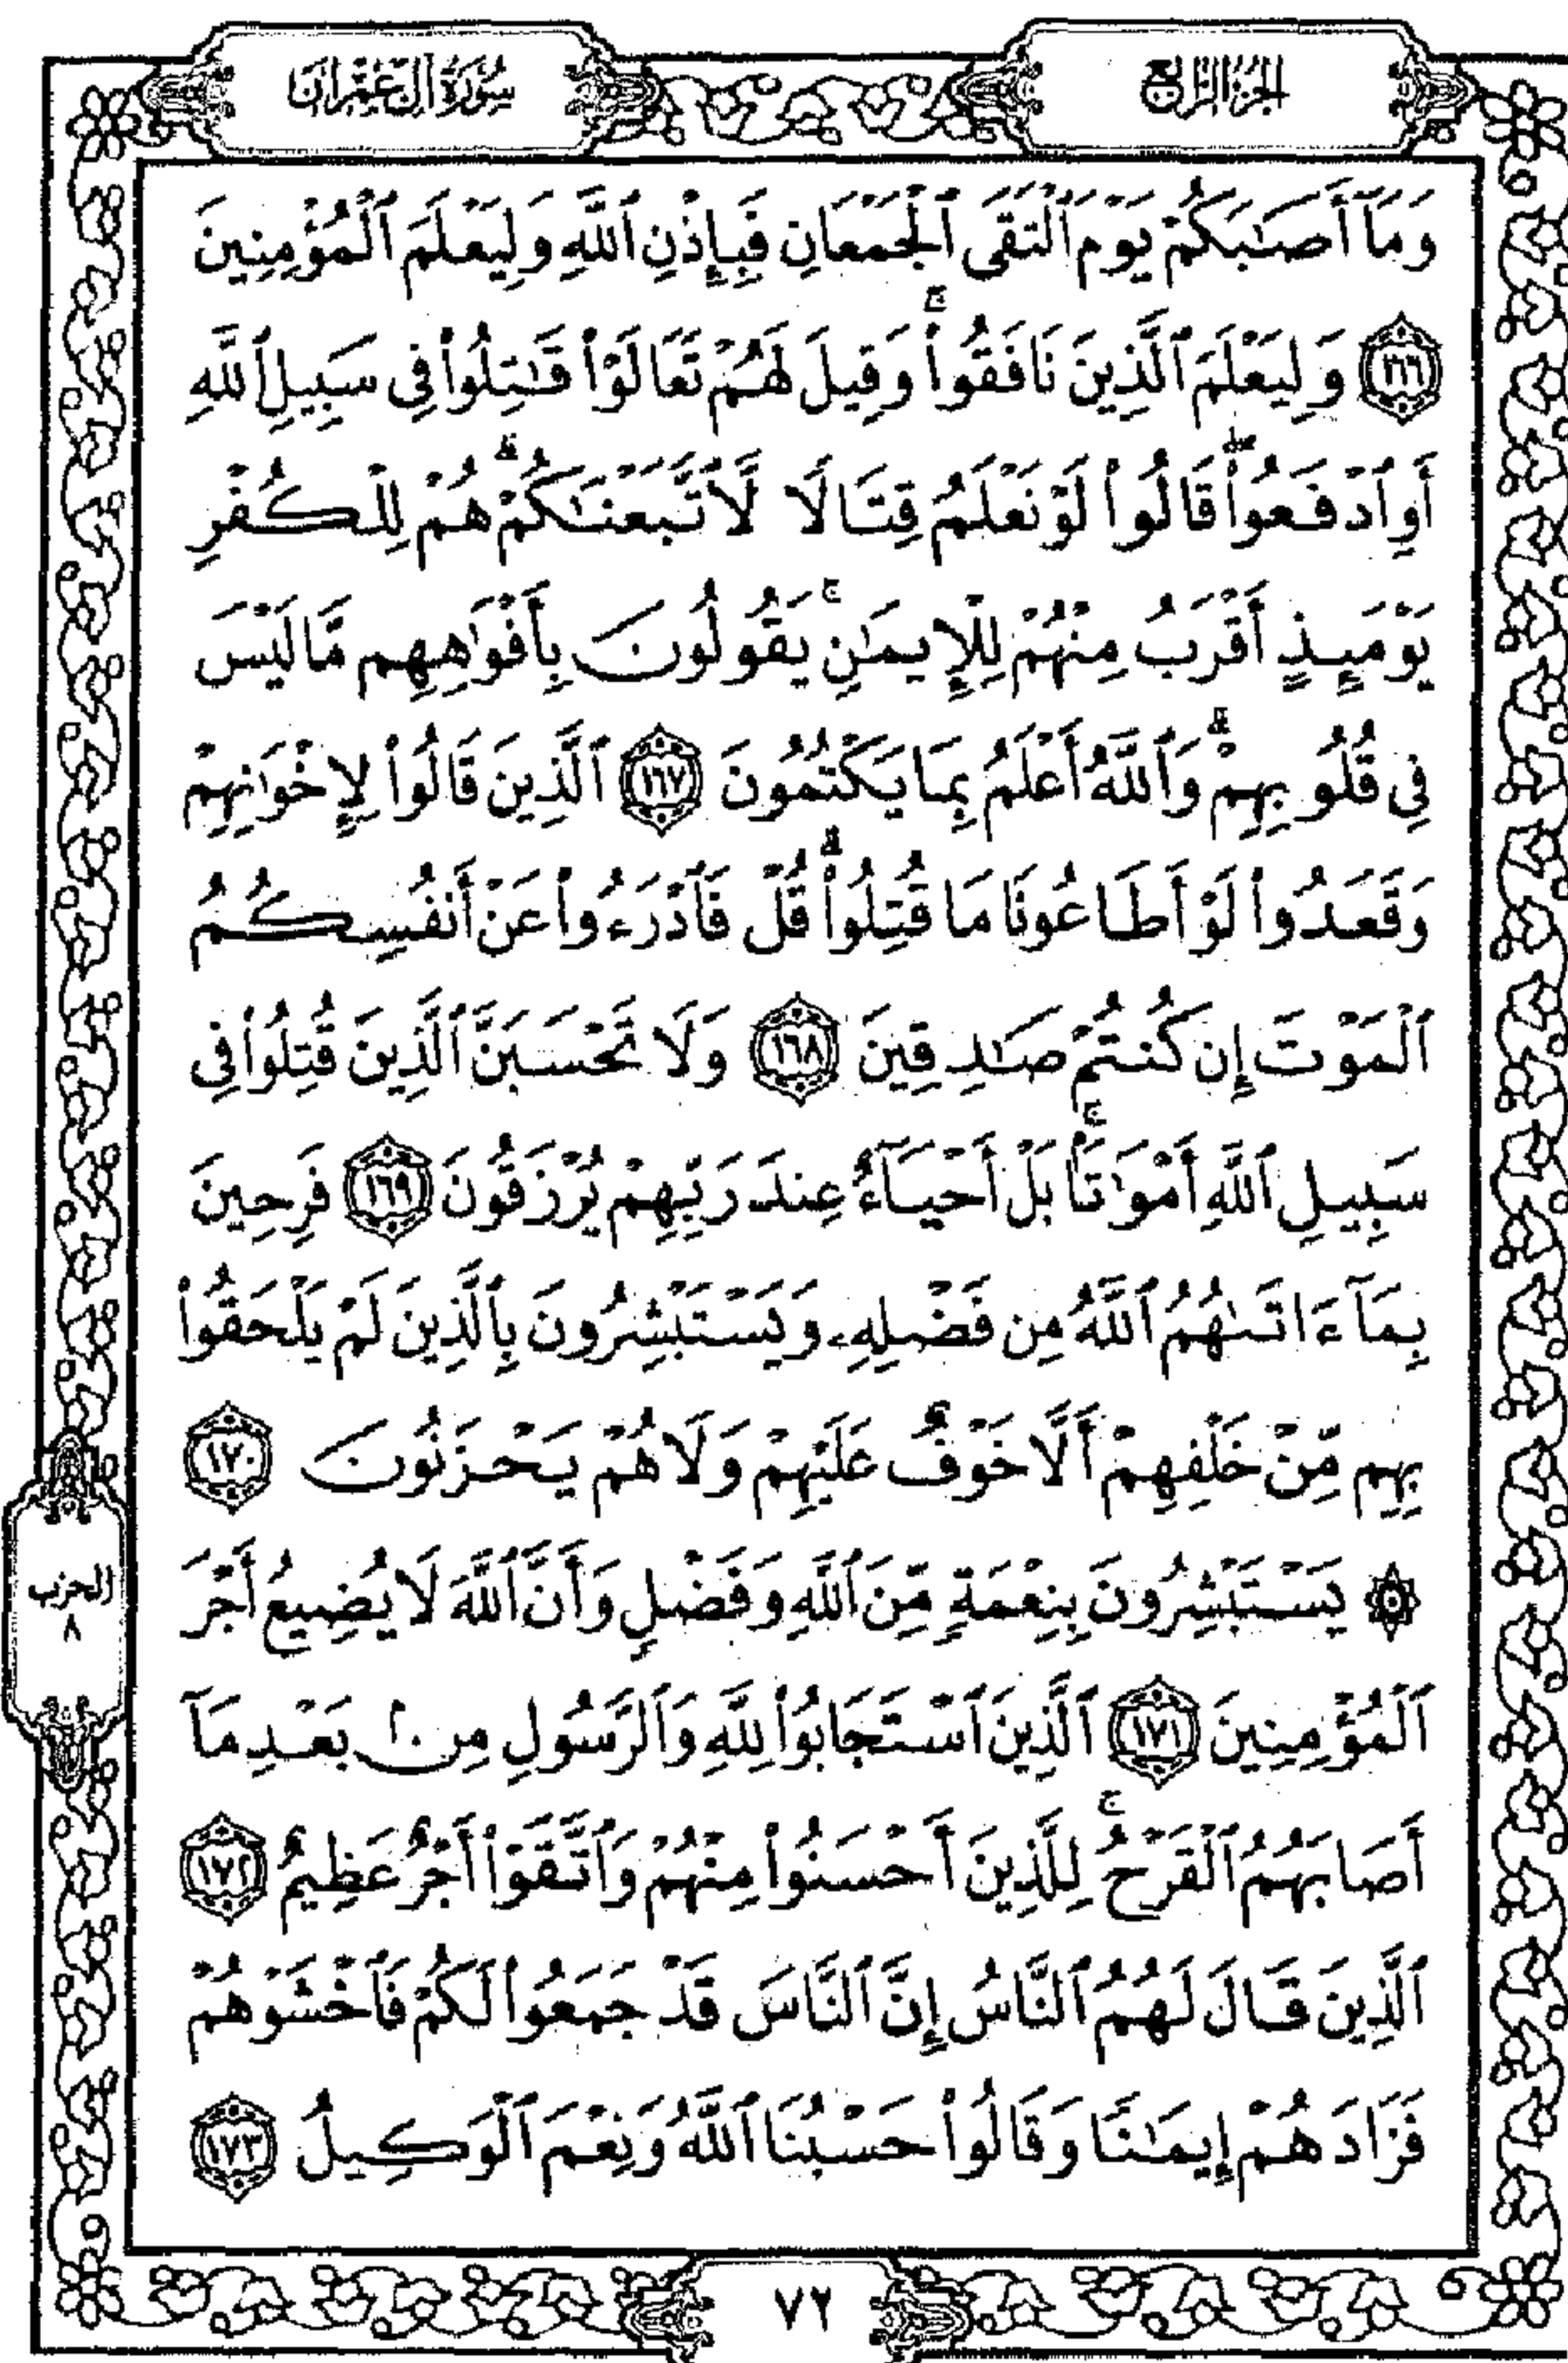 الجزء الرابع
سورة آل عمران
وَمَآ أَصَٰبَكُمْ يَوْمَ ٱلْتَقَى ٱلْجَمْعَانِ فَبِإِذْنِ ٱللَّهِ وَلِيَعْلَمَ ٱلْمُؤْمِنِينَ
١٦٦ وَلِيَعْلَمَ ٱلَّذِينَ نَافَقُوا۟ ۚ وَقِيلَ لَهُمْ تَعَالَوْا۟ قَٰتِلُوا۟ فِى سَبِيلِ ٱللَّهِ
أَوِ ٱدْفَعُوا۟ ۖ قَالُوا۟ لَوْ نَعْلَمُ قِتَالًا لَّٱتَّبَعْنَٰكُمْ ۗ هُمْ لِلْكُفْرِ
يَوْمَئِذٍ أَقْرَبُ مِنْهُمْ لِلْإِيمَٰنِ ۚ يَقُولُونَ بِأَفْوَٰهِهِم مَّا لَيْسَ
فِى قُلُوبِهِمْ ۗ وَٱللَّهُ أَعْلَمُ بِمَا يَكْتُمُونَ ١٦٧ ٱلَّذِينَ قَالُوا۟ لِإِخْوَٰنِهِمْ
وَقَعَدُوا۟ لَوْ أَطَاعُونَا مَا قُتِلُوا۟ ۗ قُلْ فَٱدْرَءُوا۟ عَنْ أَنفُسِكُمُ
ٱلْمَوْتَ إِن كُنتُمْ صَٰدِقِينَ ١٦٨ وَلَا تَحْسَبَنَّ ٱلَّذِينَ قُتِلُوا۟ فِى
سَبِيلِ ٱللَّهِ أَمْوَٰتًۢا ۚ بَلْ أَحْيَآءٌ عِندَ رَبِّهِمْ يُرْزَقُونَ ١٦٩ فَرِحِينَ
بِمَآ ءَاتَىٰهُمُ ٱللَّهُ مِن فَضْلِهِۦ وَيَسْتَبْشِرُونَ بِٱلَّذِينَ لَمْ يَلْحَقُوا۟
بِهِم مِّنْ خَلْفِهِمْ أَلَّا خَوْفٌ عَلَيْهِمْ وَلَا هُمْ يَحْزَنُونَ ١٧٠
۞ يَسْتَبْشِرُونَ بِنِعْمَةٍ مِّنَ ٱللَّهِ وَفَضْلٍ وَأَنَّ ٱللَّهَ لَا يُضِيعُ أَجْرَ
ٱلْمُؤْمِنِينَ ١٧١ ٱلَّذِينَ ٱسْتَجَابُوا۟ لِلَّهِ وَٱلرَّسُولِ مِنۢ بَعْدِ مَآ
أَصَابَهُمُ ٱلْقَرْحُ ۚ لِلَّذِينَ أَحْسَنُوا۟ مِنْهُمْ وَٱتَّقَوْا۟ أَجْرٌ عَظِيمٌ ١٧٢
ٱلَّذِينَ قَالَ لَهُمُ ٱلنَّاسُ إِنَّ ٱلنَّاسَ قَدْ جَمَعُوا۟ لَكُمْ فَٱخْشَوْهُمْ
فَزَادَهُمْ إِيمَٰنًا وَقَالُوا۟ حَسْبُنَا ٱللَّهُ وَنِعْمَ ٱلْوَكِيلُ ١٧٣
الحزب
٨
٧٢